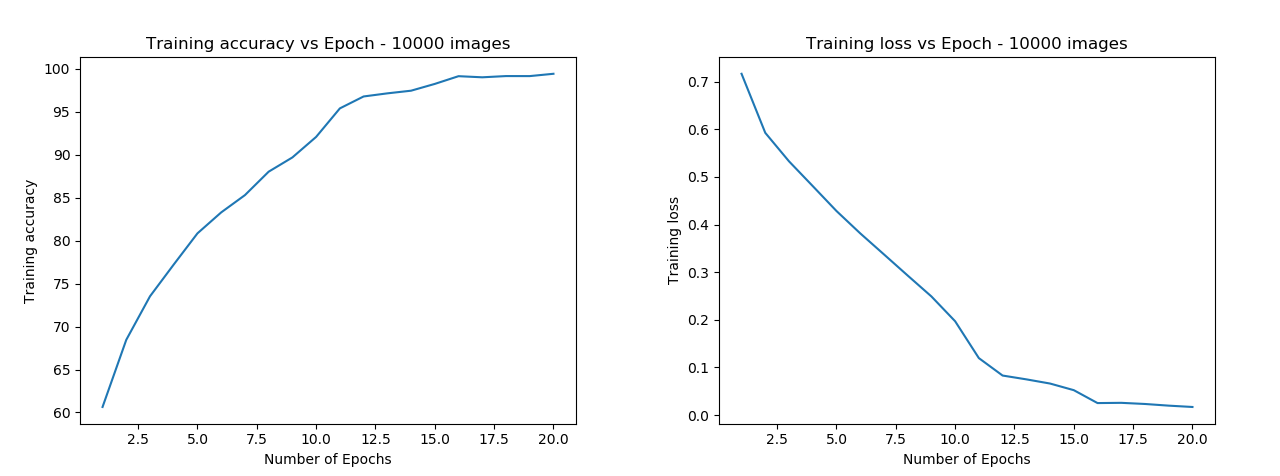 Training accuracy vs Epoch - 10000 images
100
95
90
85
80
75
70
65
60
Training accuracy
2.5 5.0 7.5 10.0 12.5 15.0 17.5 20.0
Number of Epochs
Training loss vs Epoch - 10000 images
0.7
0.6
0.5
0.4
0.3
0.2
0.1
0.0
Training loss
2.5 5.0 7.5 10.0 12.5 15.0 17.5 20.0
Number of Epochs